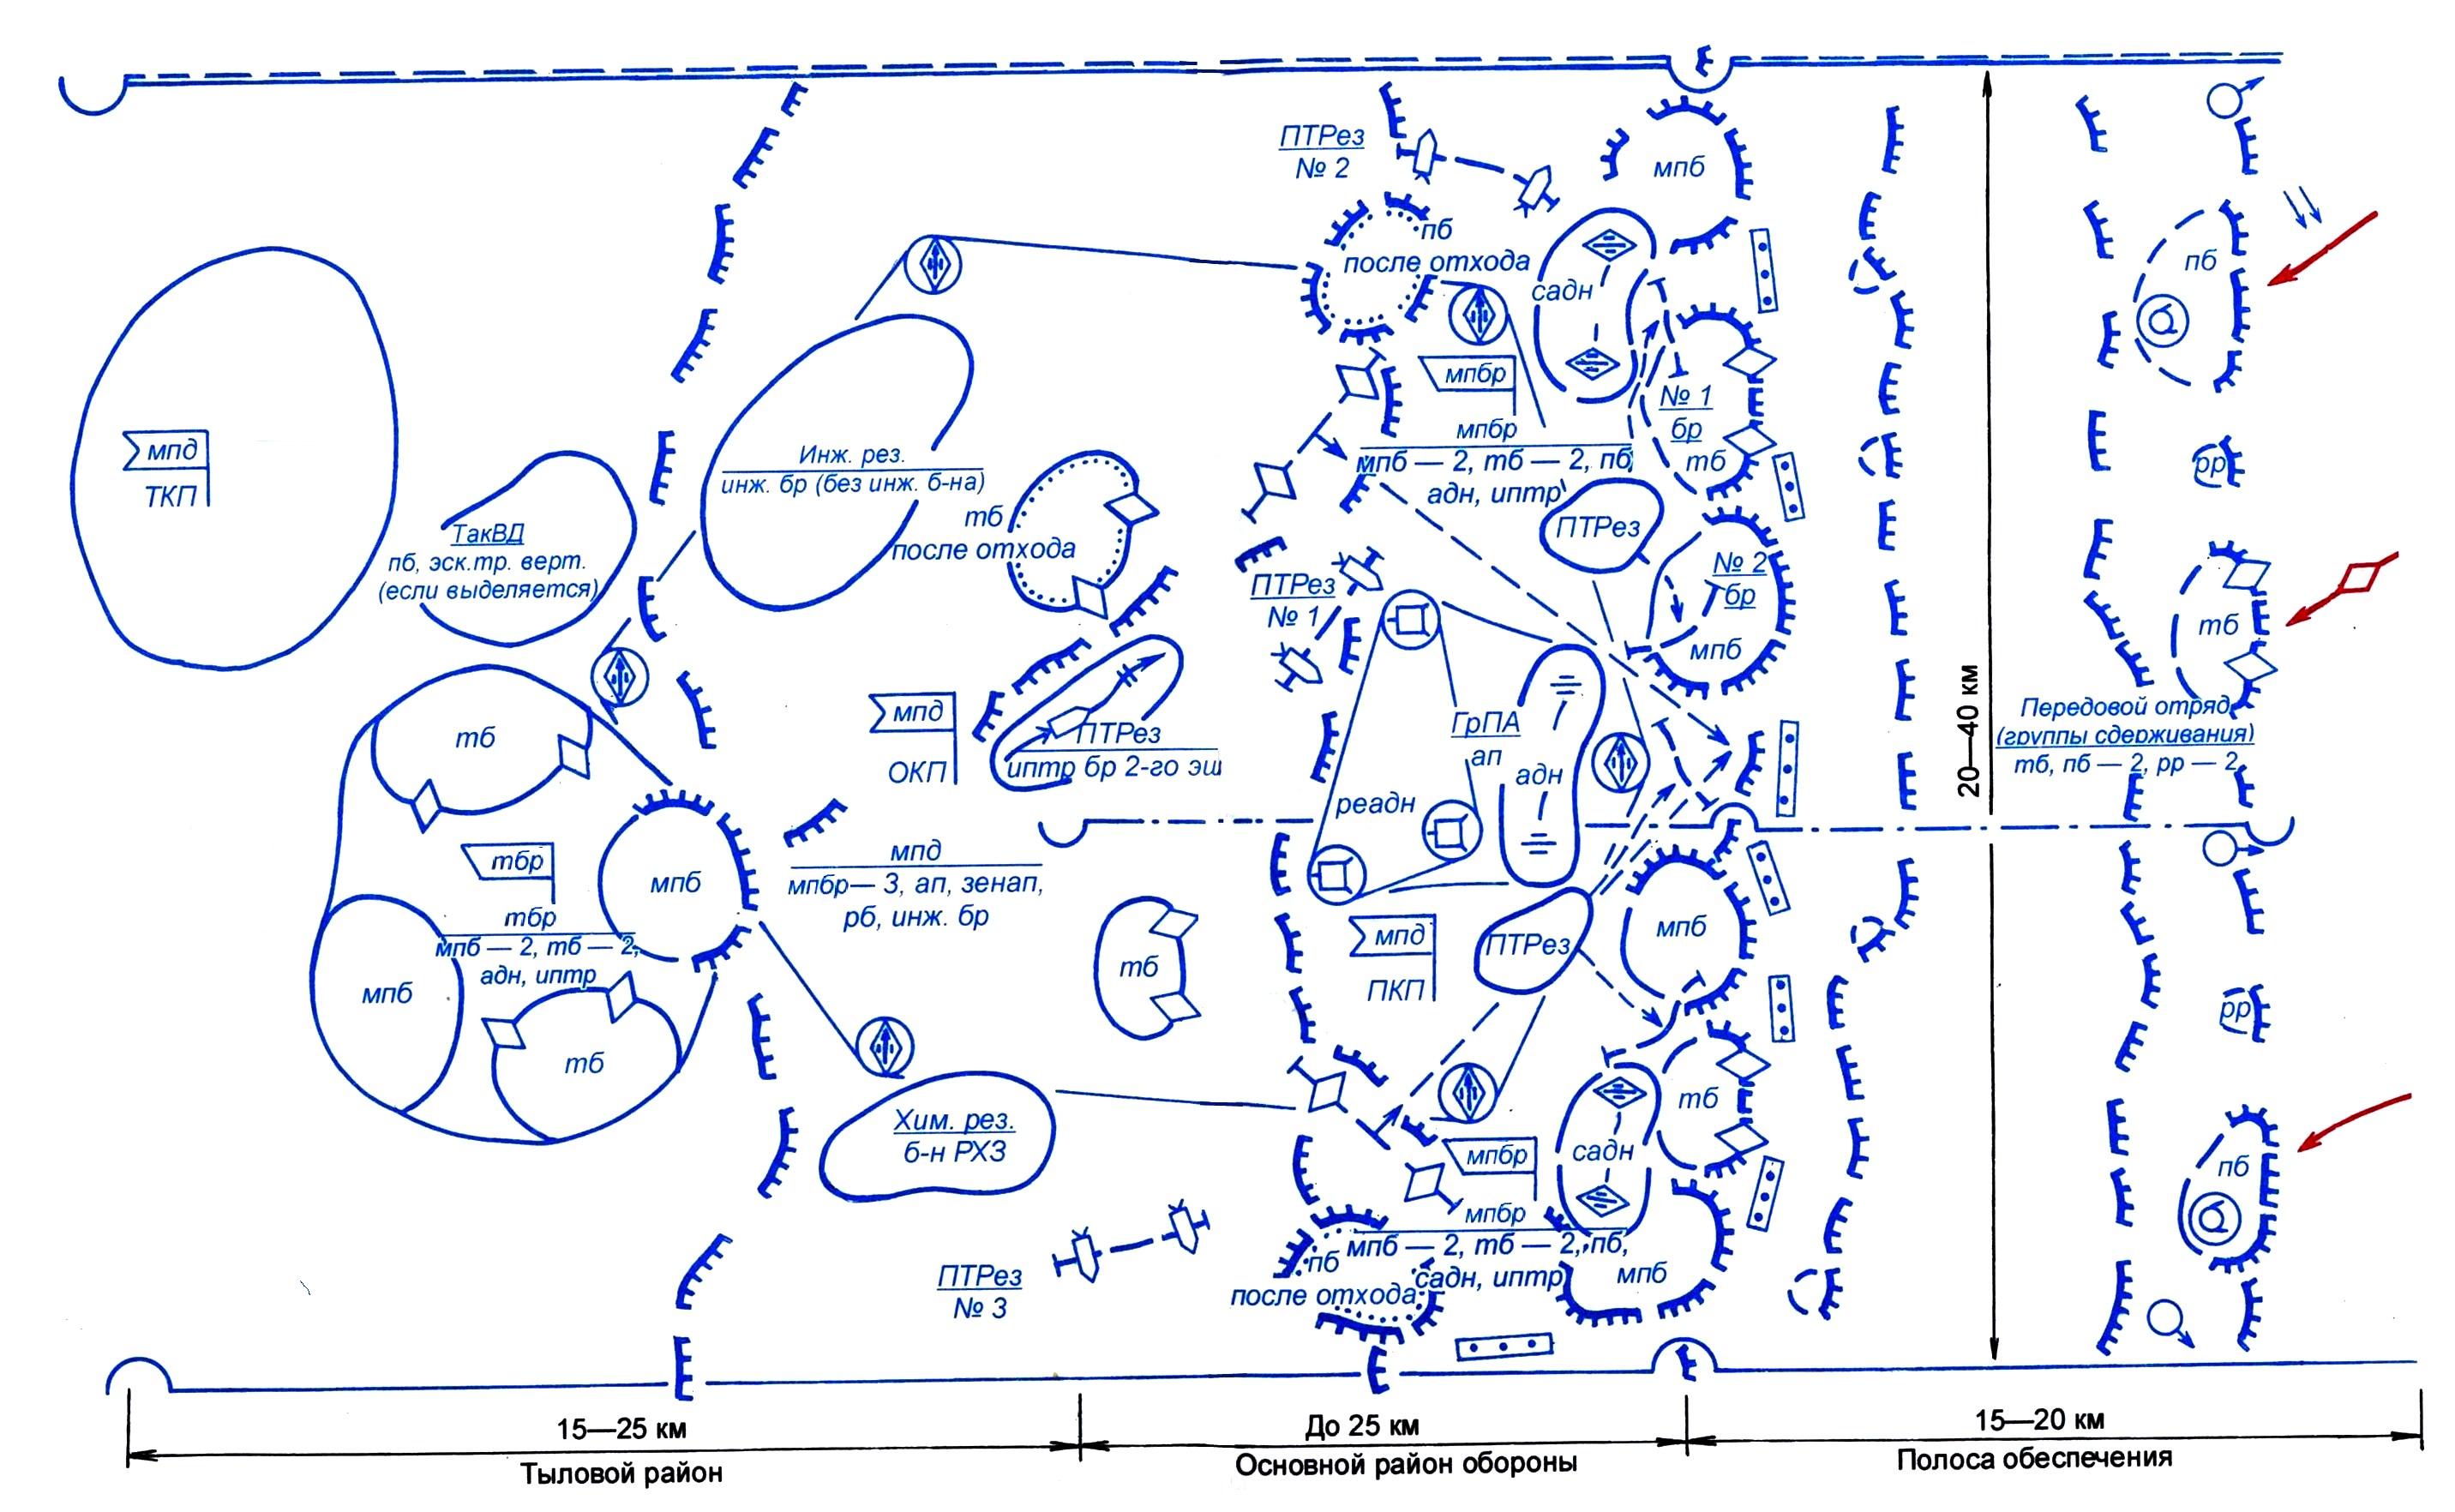 ПТРез
№ 2
мпб
пб
после отхода
садн
пб
мпбр
№ 1
бр
тб
мпбр
мпб — 2, тб — 2, пб,
адн, иптр
ПТРез
рр
мпд
ТКП
ТакВД
пб, эск.тр. верт.
(если выделяется)
Инж. рез.
инж. бр (без инж. б-на)
тб
после отхода
ПТРез
№ 1
№ 2
бр
мпб
тб
Передовой отряд
(группы сдерживания)
тб, пб — 2, рр — 2
20—40 км
тб
мпд
ОКП
ПТРез
иптр бр 2-го эш
ГрПА
ап
адн
реадн
тбр
мпб
тбр
мпб — 2, тб — 2,
адн, иптр
мпб
тб
мпд
мпбр— 3, ап, зенап,
рб, инж. бр
тб
мпд
ПКП
ПТРез
мпб
рр
Хим. рез.
б-н РХЗ
тб
садн
мпбр
пб
ПТРез
№ 3
мпбр
мпб — 2, тб — 2, пб,
садн, иптр
пб
после отхода
мпб
15—25 км
До 25 км
15—20 км
Тыловой район
Основной район обороны
Полоса обеспечения